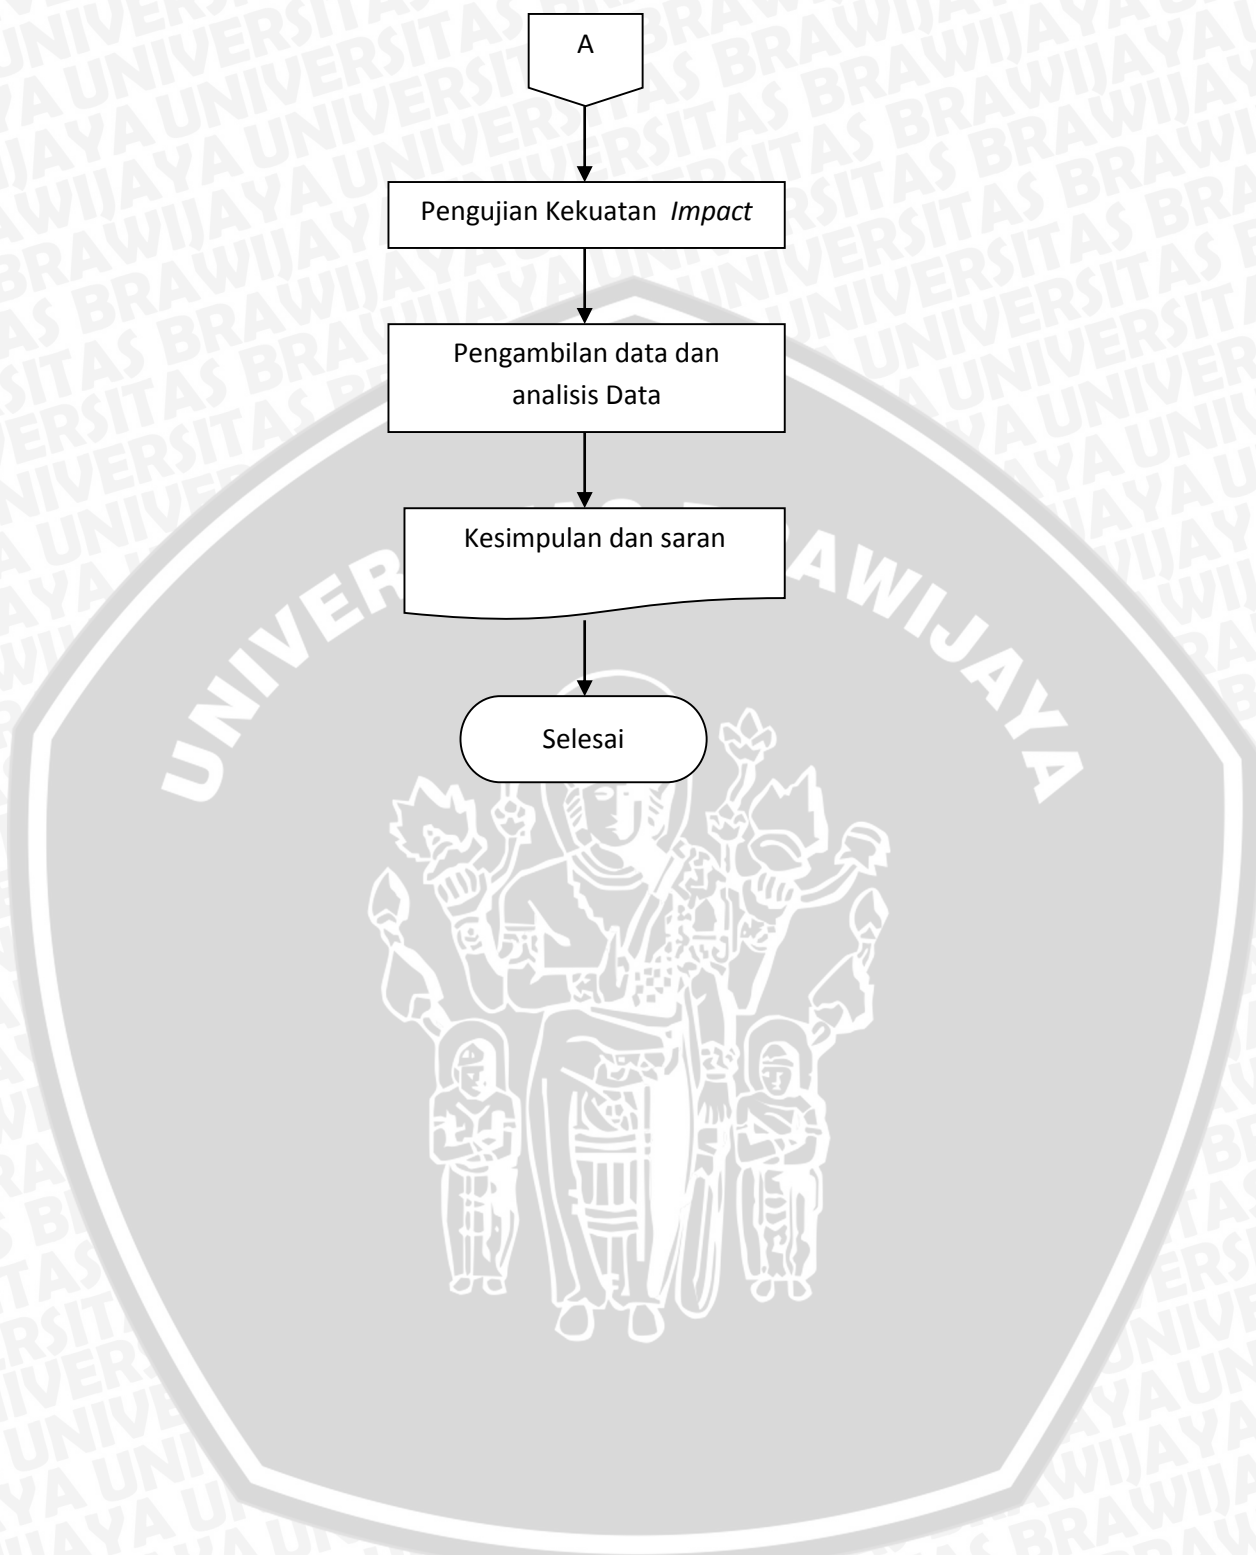 A
Pengujian Kekuatan Impact
Pengambilan data dan
analisis Data
Kesimpulan dan saran
Selesai